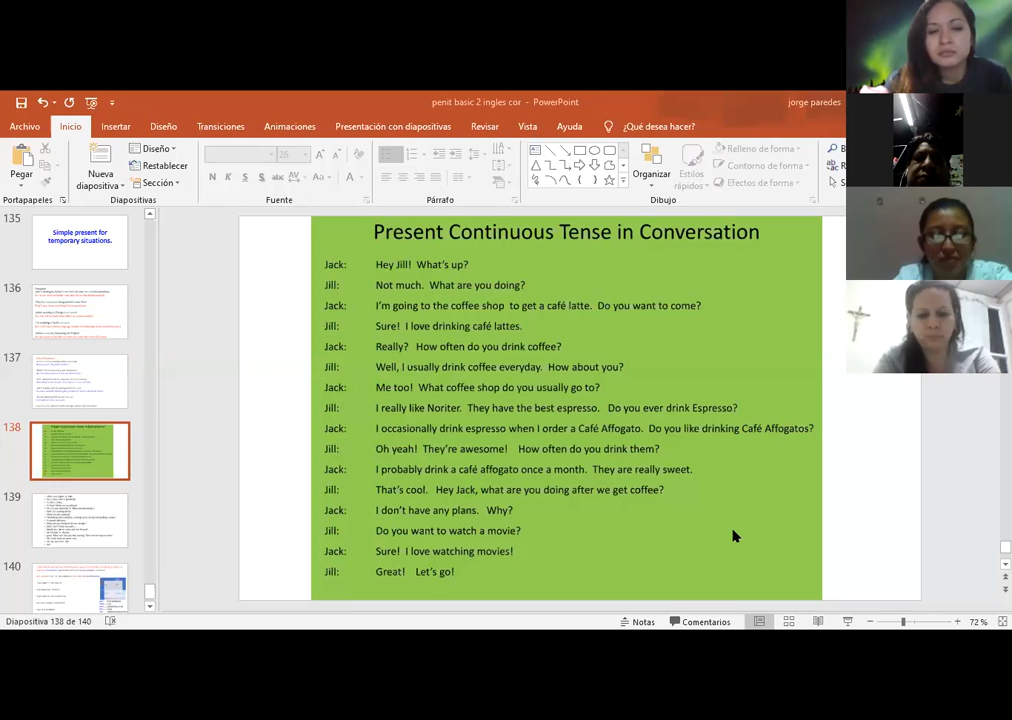 penit basic 2 ingles cor - PowerPoint
jorge paredes
Archivo Inicio Insertar Diseño Transiciones Animaciones Presentación con diapositivas Revisar Vista Ayuda ¿Qué desea hacer?
Pegar
Nueva diapositiva
Diseño
Restablecer
Sección
26
N K S
Organizar
Estilos rápidos
Relleno de forma
Contorno de forma
Efectos de forma
Portapapeles Diapositivas Fuente Párrafo Dibujo
135
Simple present for
temporary situations.
136
137
138
139
140
Present Continuous Tense in Conversation
Jack: Hey Jill! What's up?
Jill: Not much. What are you doing?
Jack: I'm going to the coffee shop to get a café latte. Do you want to come?
Jill: Sure! I love drinking café lattes.
Jack: Really? How often do you drink coffee?
Jill: Well, I usually drink coffee everyday. How about you?
Jack: Me too! What coffee shop do you usually go to?
Jill: I really like Noriter. They have the best espresso. Do you ever drink Espresso?
Jack: I occasionally drink espresso when I order a Café Affogato. Do you like drinking Café Affogatos?
Jill: Oh yeah! They're awesome! How often do you drink them?
Jack: I probably drink a café affogato once a month. They are really sweet.
Jill: That's cool. Hey Jack, what are you doing after we get coffee?
Jack: I don't have any plans. Why?
Jill: Do you want to watch a movie?
Jack: Sure! I love watching movies!
Jill: Great! Let's go!
Diapositiva 138 de 140
Notas Comentarios 72 %